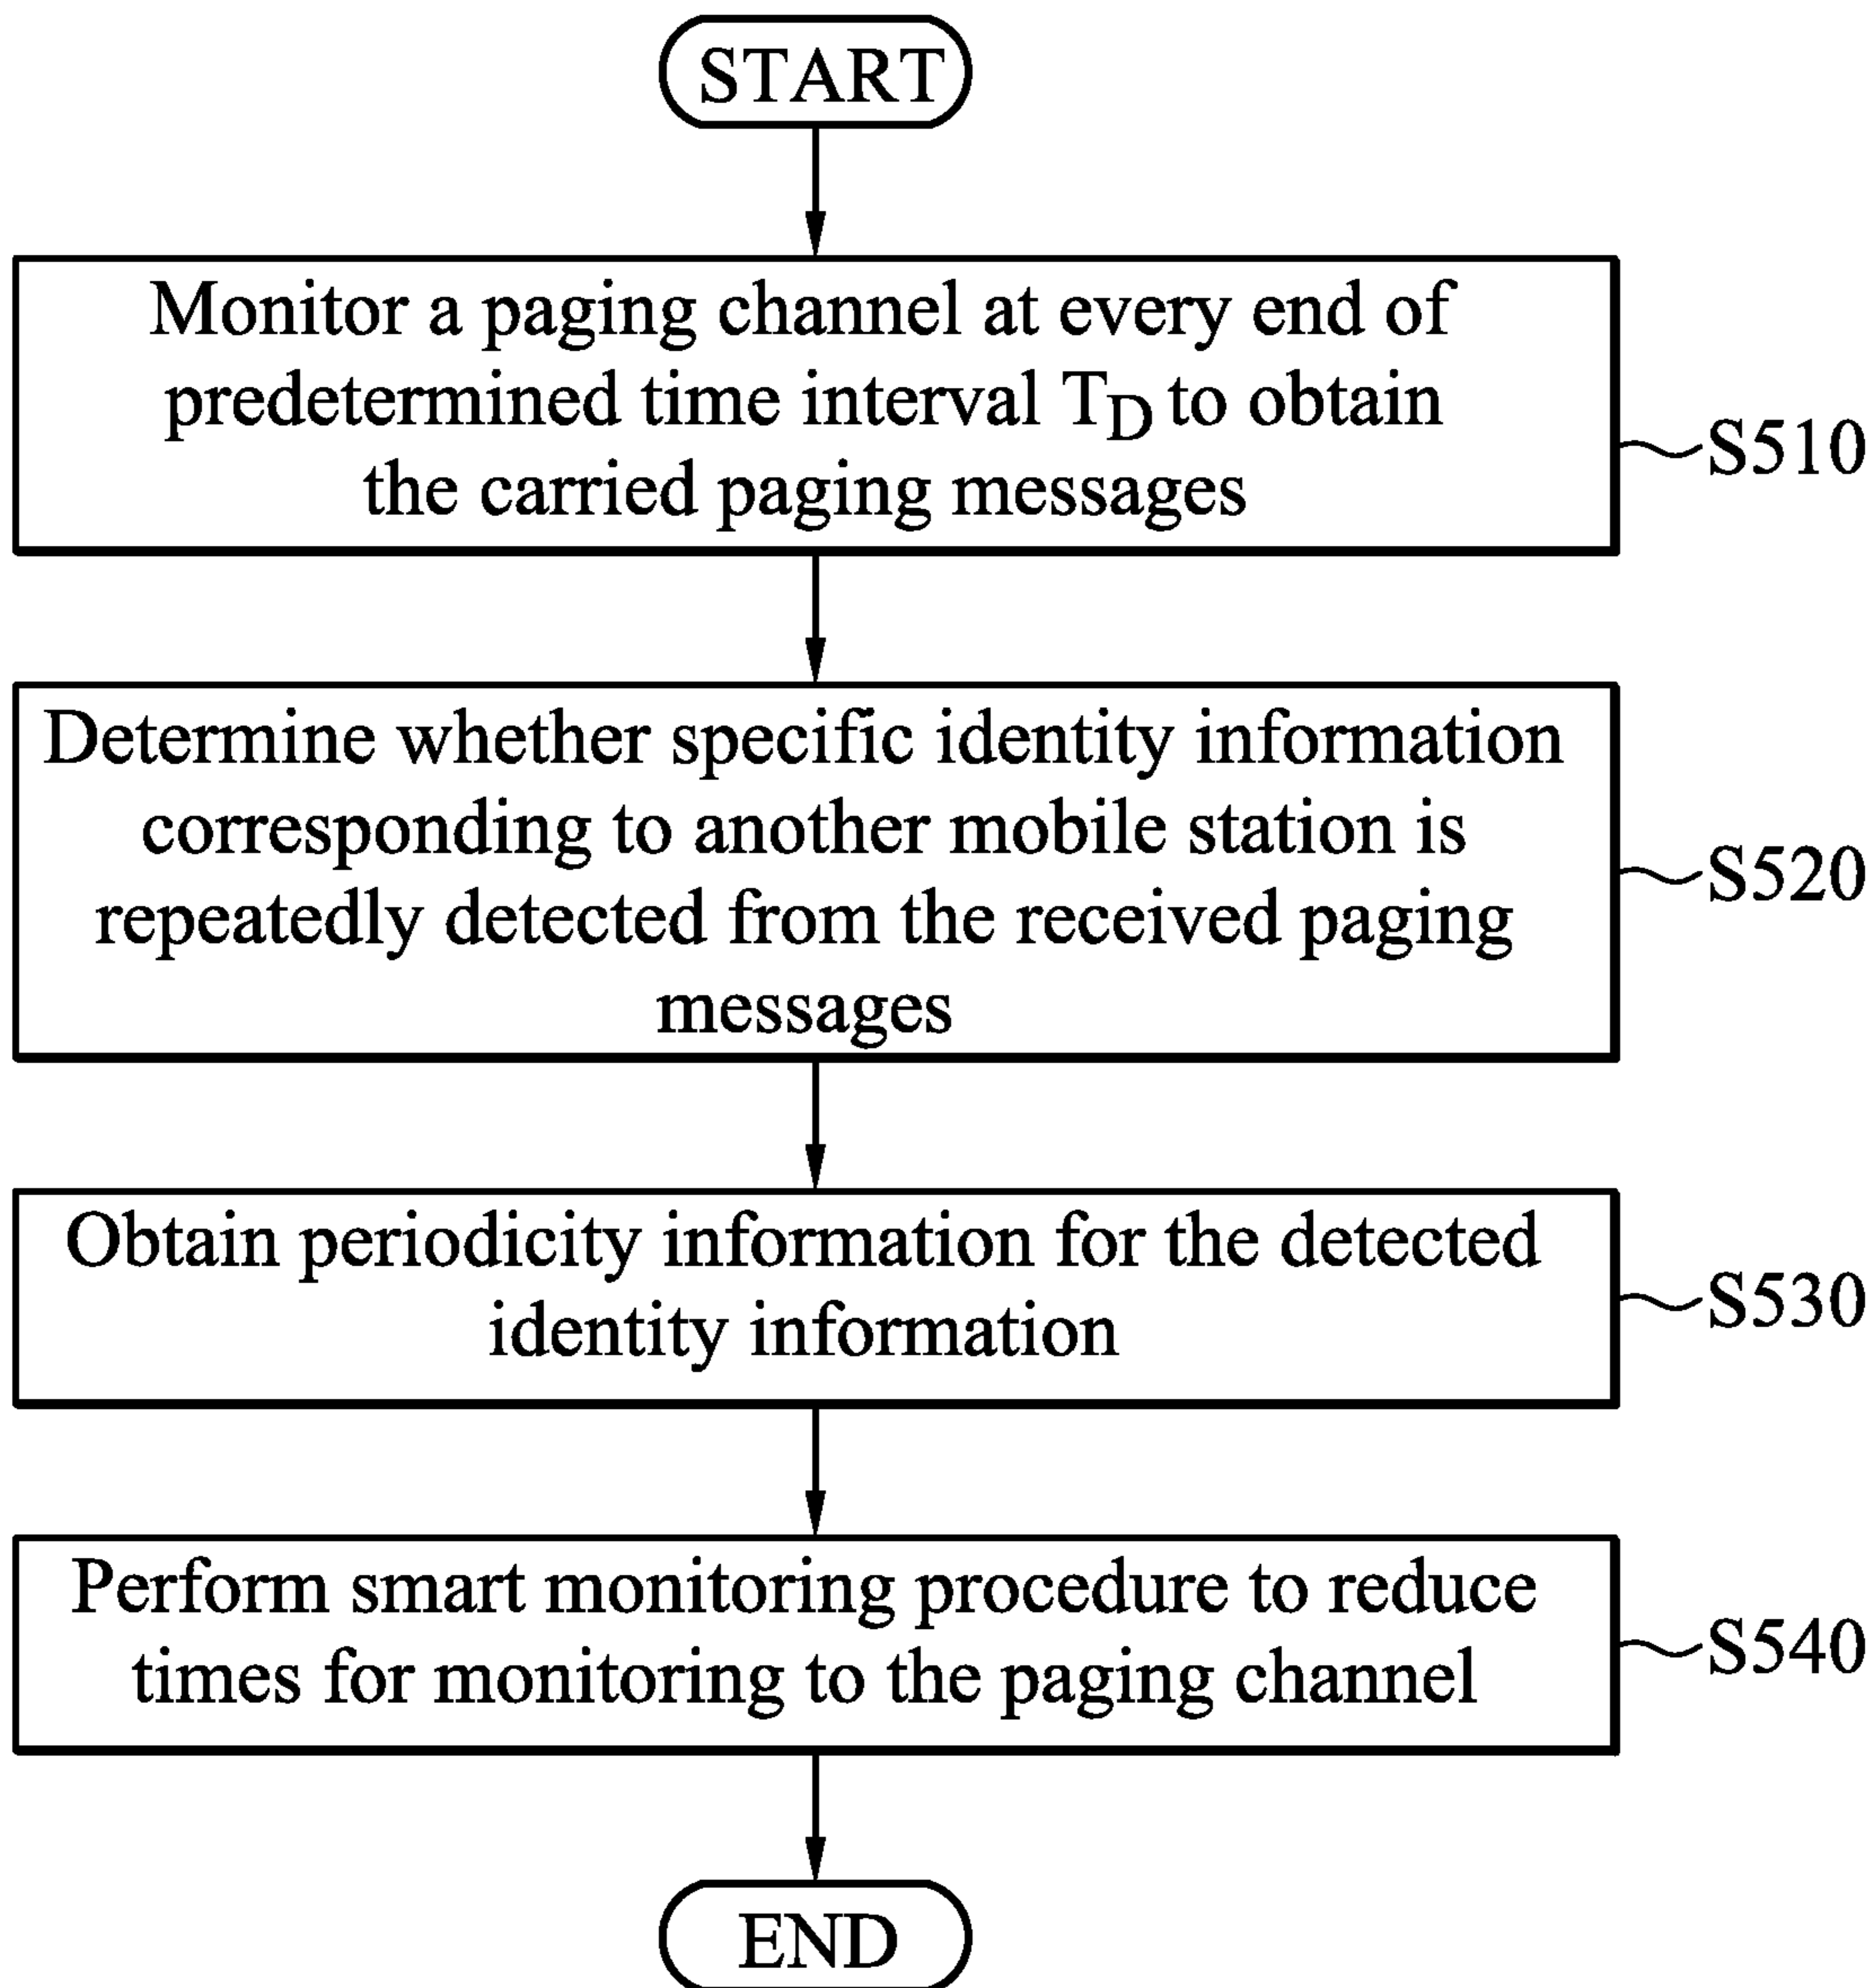 START
Monitor a paging channel at every end of
predetermined time interval T_D to obtain
the carried paging messages
S510
Determine whether specific identity information
corresponding to another mobile station is
repeatedly detected from the received paging
messages
S520
Obtain periodicity information for the detected
identity information
S530
Perform smart monitoring procedure to reduce
times for monitoring to the paging channel
S540
END